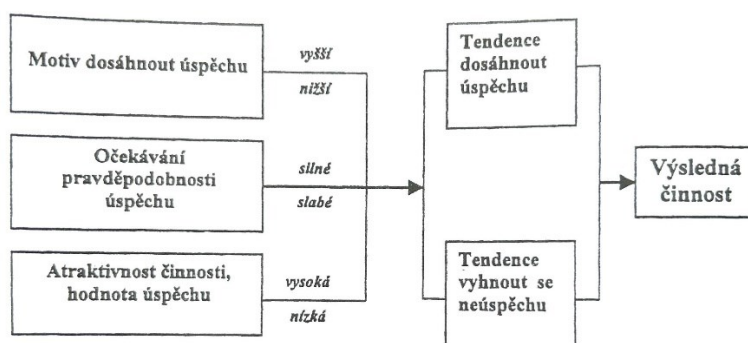 Motiv dosáhnout úspěchu
vyšší
nižší
Očekávání
pravděpodobnosti
úspěchu
silné
slabé
Atraktivnost činnosti,
hodnota úspěchu
vysoká
nízká
Tendence
dosáhnout
úspěchu
Tendence
vyhnout se
neúspěchu
Výsledná
činnost